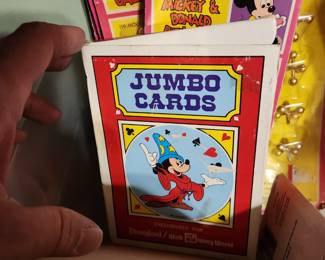 MICKEY &
DONALD
JUMBO
CARDS
Disneyland / Walt Disney World